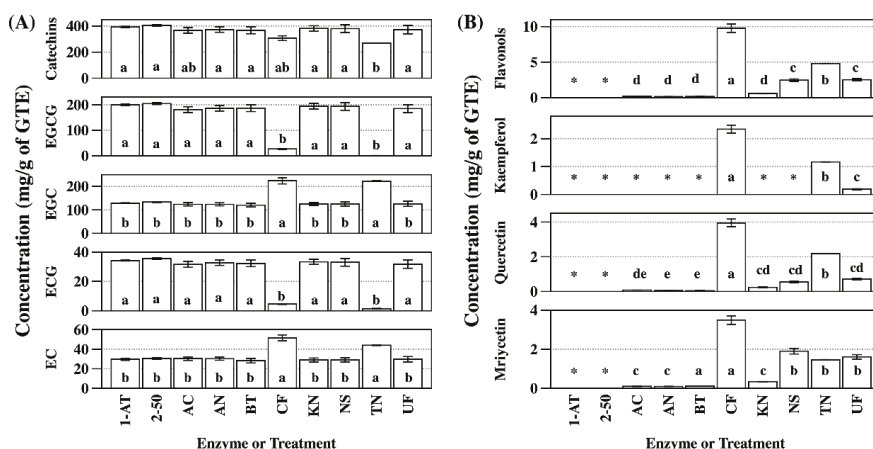 (A)
Concentration (mg/g of GTE)
Catechins
400
200
0
a a ab a a ab a a b a
EGCG
200
100
0
a a a a a b a a b a
EGC
200
100
0
b b b b b a b b a b
ECG
40
20
0
a a a a a b a a b a
EC
60
40
20
0
b b b b b a b b a b
1-AT 2-50 AC AN BT CF KN NS TN UF
Enzyme or Treatment
(B)
Concentration (mg/g of GTE)
Flavonols
10
5
0
* * d d d a d c b c
Kaempferol
2
1
0
* * * * * a * * b c
Quercetin
4
2
0
* * de e e a cd cd b cd
Mriycetin
4
2
0
* * c c c a c b b b
1-AT 2-50 AC AN BT CF KN NS TN UF
Enzyme or Treatment